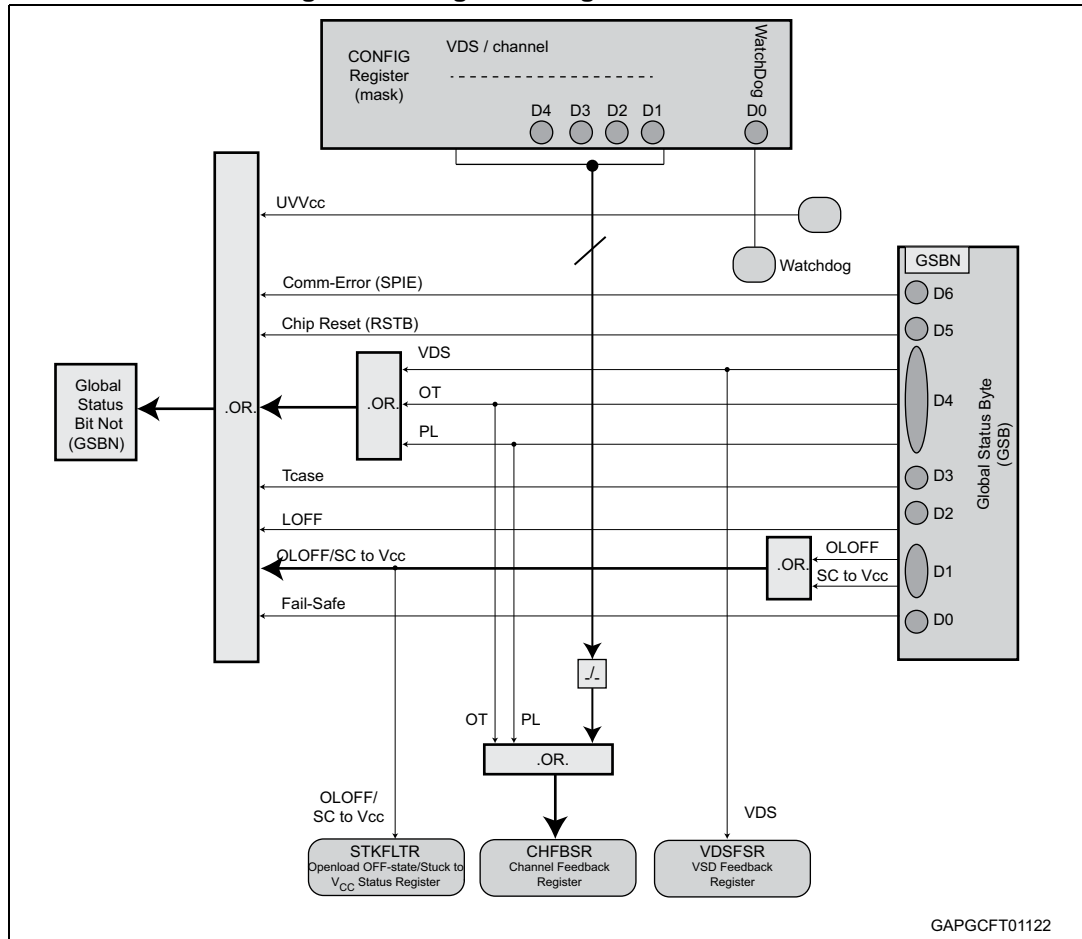 CONFIG
Register
(mask)
VDS / channel
WatchDog
D4 D3 D2 D1 D0
UVVcc
Watchdog
GSBN
Comm-Error (SPIE)
D6
Chip Reset (RSTB)
D5
VDS
Global
Status
Bit Not
(GSBN)
.OR.
.OR.
OT
D4
PL
Global Status Byte
(GSB)
Tcase
D3
LOFF
D2
OLOFF/SC to Vcc
.OR.
OLOFF
SC to Vcc
D1
Fail-Safe
D0
-/-
OT PL
.OR.
OLOFF/
SC to Vcc
VDS
STKFLTR
Openload OFF-state/Stuck to
VCC Status Register
CHFBSR
Channel Feedback
Register
VDSFSR
VSD Feedback
Register
GAPGCFT01122